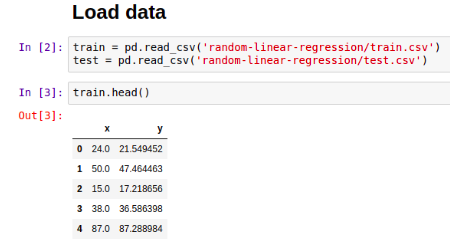 Load data
In [2]: train = pd.read_csv('random-linear-regression/train.csv')
test = pd.read_csv('random-linear-regression/test.csv')
In [3]: train.head()
Out[3]:
x y
0 24.0 21.549452
1 50.0 47.464463
2 15.0 17.218656
3 38.0 36.586398
4 87.0 87.288984